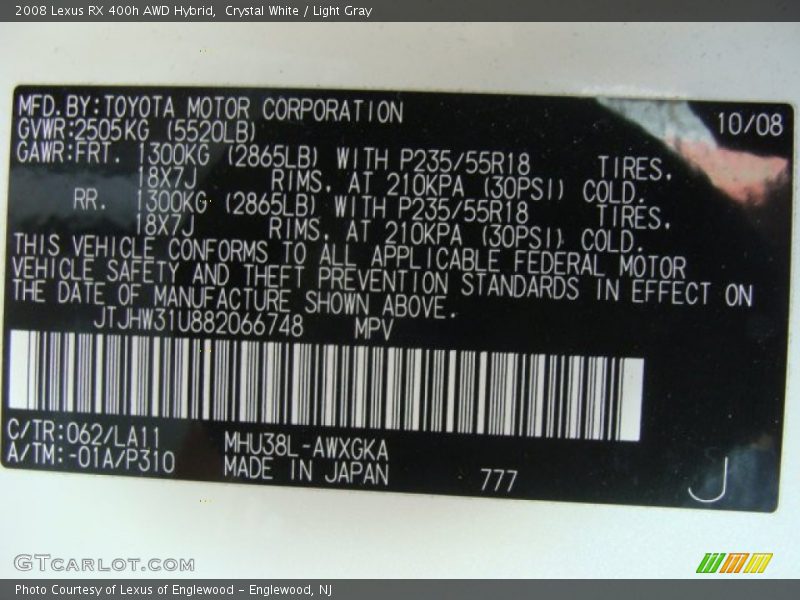 2008 Lexus RX 400h AWD Hybrid,  Crystal White / Light Gray
MFD.BY:TOYOTA MOTOR CORPORATION 10/08
GVWR:2505KG (5520LB)
GAWR:FRT. 1300KG (2865LB) WITH P235/55R18 TIRES,
18X7J RIMS, AT 210KPA (30PSI) COLD.
RR. 1300KG (2865LB) WITH P235/55R18 TIRES,
18X7J RIMS, AT 210KPA (30PSI) COLD.
THIS VEHICLE CONFORMS TO ALL APPLICABLE FEDERAL MOTOR
VEHICLE SAFETY AND THEFT PREVENTION STANDARDS IN EFFECT ON
THE DATE OF MANUFACTURE SHOWN ABOVE.
JTJHW31U882066748 MPV
C/TR:062/LA11 MHU38L-AWXGKA
A/TM:-01A/P310 MADE IN JAPAN 777 J
GTCARLOT.COM
Photo Courtesy of Lexus of Englewood - Englewood, NJ